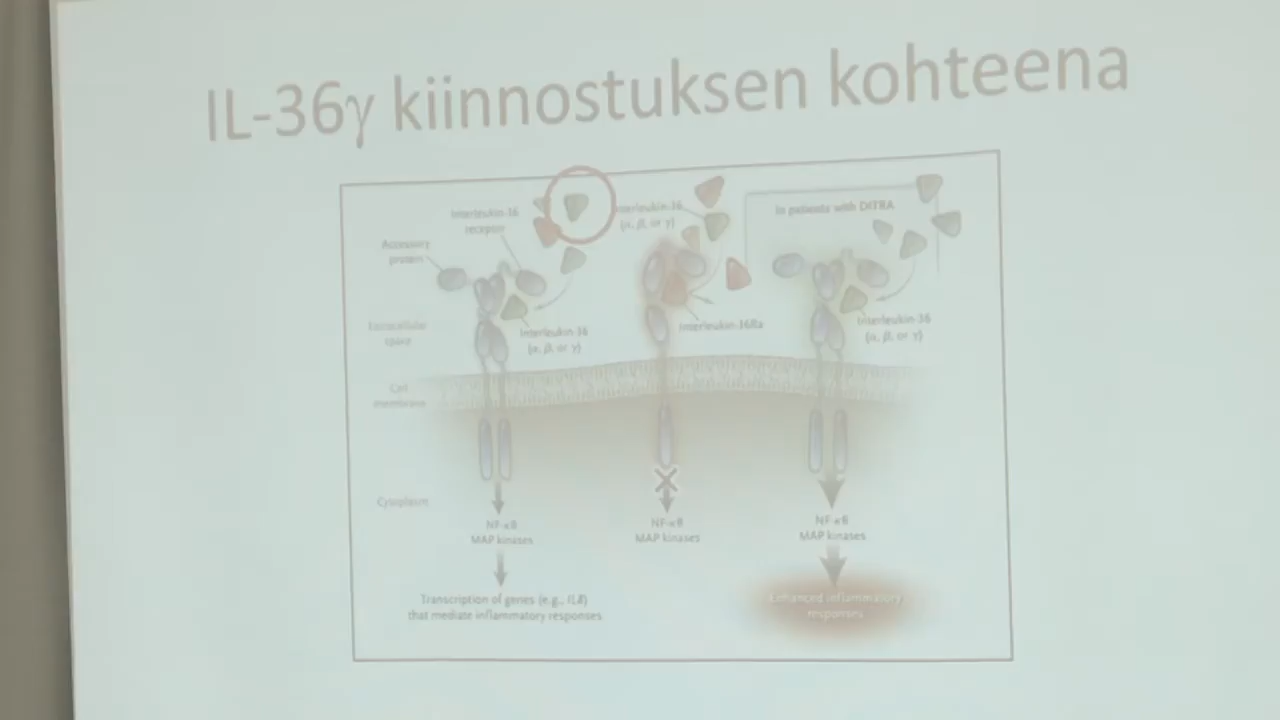 IL-36γ kiinnostuksen kohteena
Interleukin-36
receptor
Accessory
protein
Interleukin-36
(α, β, or γ)
In patients with DITRA
Extracellular
space
Interleukin-36
(α, β, or γ)
Interleukin-36Ra
Interleukin-36
(α, β, or γ)
Cell
membrane
Cytoplasm
NF-κB
MAP kinases
NF-κB
MAP kinases
NF-κB
MAP kinases
Transcription of genes (e.g., IL8)
that mediate inflammatory responses
Enhanced inflammatory
responses